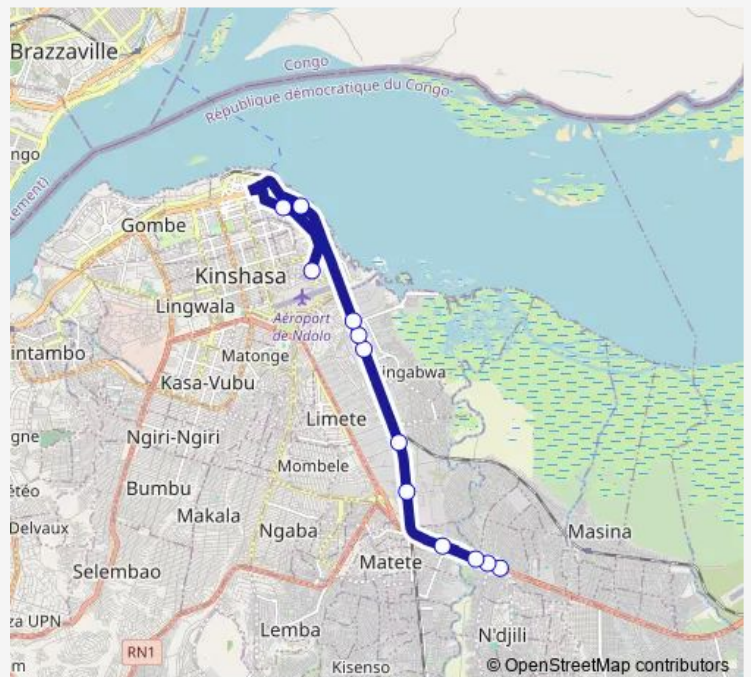 Brazzaville
Congo
République démocratique du Congo
ngo
lement)
Gombe
Kinshasa
Lingwala
Aéroport
de Ndolo
intambo
Matonge
ingabwa
Kasa-Vubu
Limete
gne
Ngiri-Ngiri
Mombele
Bumbu
étéo
Makala
Delvaux
Ngaba
Masina
Matete
Selembao
za UPN
Lemba
N'djili
RN1
m
Kisenso
© OpenStreetMap contributors